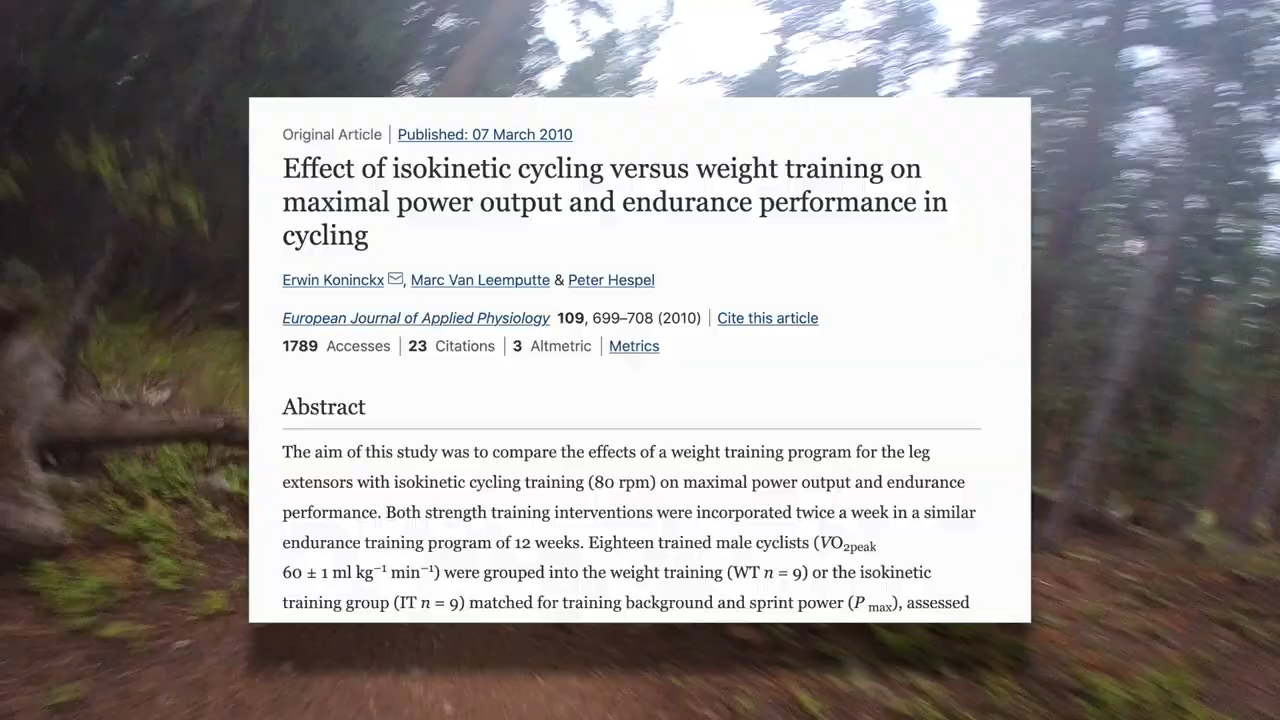 Original Article | Published: 07 March 2010
Effect of isokinetic cycling versus weight training on
maximal power output and endurance performance in
cycling
Erwin Koninckx, Marc Van Leemputte & Peter Hespel
European Journal of Applied Physiology 109, 699–708 (2010) | Cite this article
1789 Accesses | 23 Citations | 3 Altmetric | Metrics
Abstract
The aim of this study was to compare the effects of a weight training program for the leg
extensors with isokinetic cycling training (80 rpm) on maximal power output and endurance
performance. Both strength training interventions were incorporated twice a week in a similar
endurance training program of 12 weeks. Eighteen trained male cyclists (VO2peak
60 ± 1 ml kg−1 min−1) were grouped into the weight training (WT n = 9) or the isokinetic
training group (IT n = 9) matched for training background and sprint power (P max), assessed